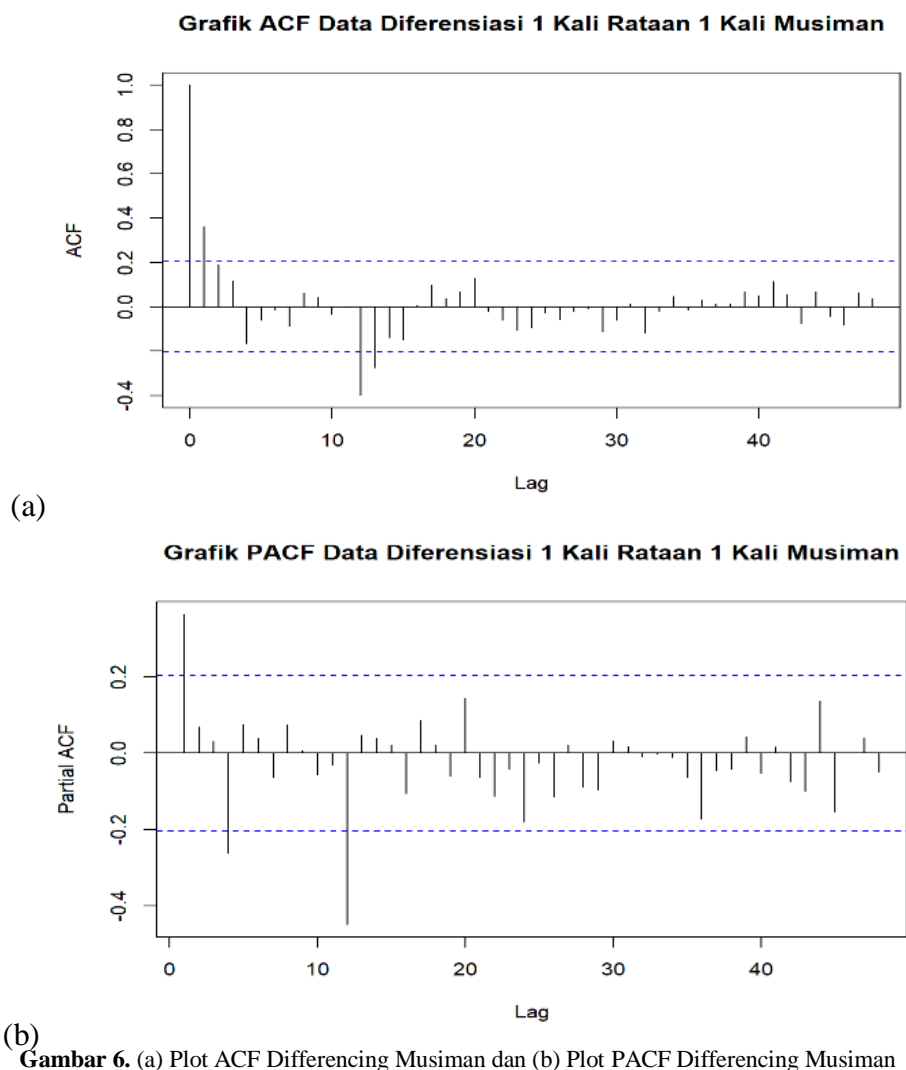 Grafik ACF Data Diferensiasi 1 Kali Rataan 1 Kali Musiman
1.0
0.8
0.6
0.4
0.2
0.0
-0.4
ACF
0 10 20 30 40
Lag
(a)
Grafik PACF Data Diferensiasi 1 Kali Rataan 1 Kali Musiman
0.2
0.0
-0.2
-0.4
Partial ACF
0 10 20 30 40
Lag
(b)
Gambar 6. (a) Plot ACF Differencing Musiman dan (b) Plot PACF Differencing Musiman